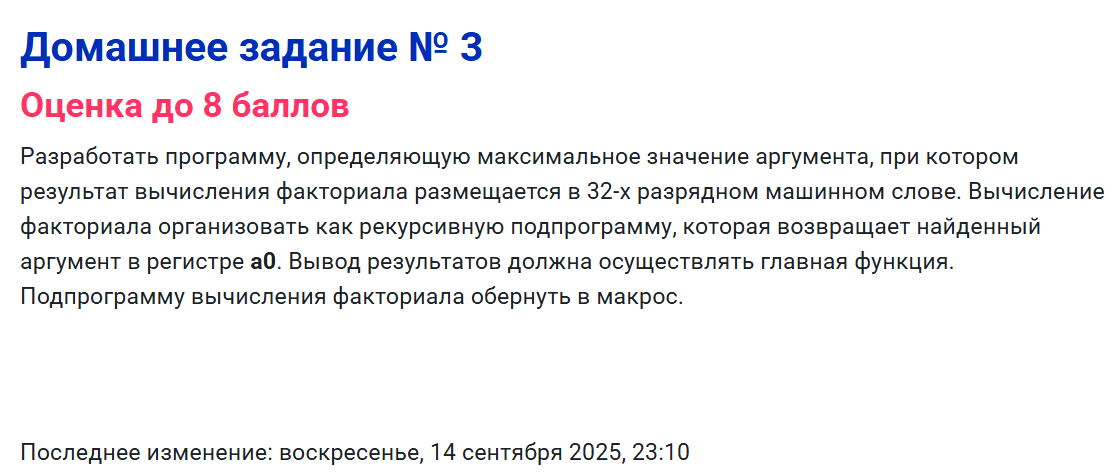 Домашнее задание № 3
Оценка до 8 баллов
Разработать программу, определяющую максимальное значение аргумента, при котором
результат вычисления факториала размещается в 32-х разрядном машинном слове. Вычисление
факториала организовать как рекурсивную подпрограмму, которая возвращает найденный
аргумент в регистре a0. Вывод результатов должна осуществлять главная функция.
Подпрограмму вычисления факториала обернуть в макрос.
Последнее изменение: воскресенье, 14 сентября 2025, 23:10